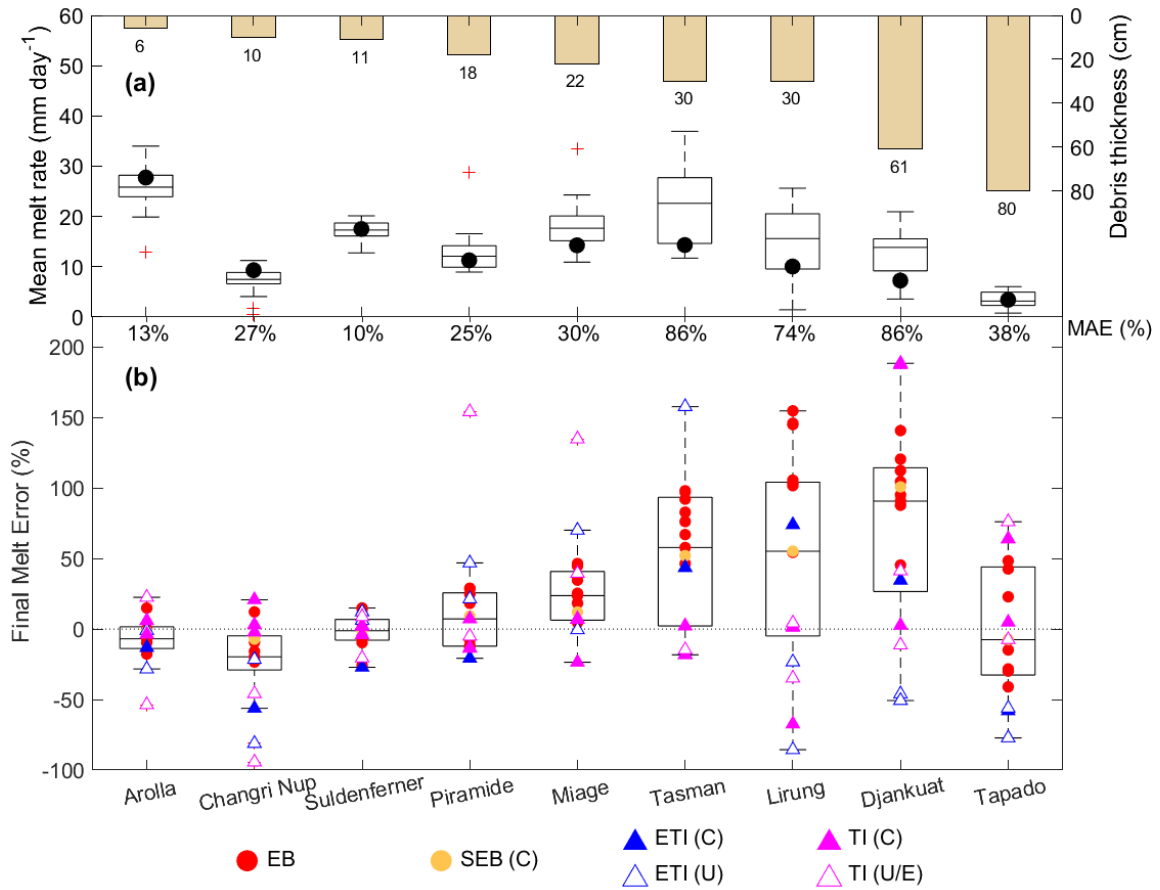 60
50
40
30
20
10
0
Mean melt rate (mm day-1)
(a)
6
10
11
18
22
30
30
61
80
0
20
40
60
80
Debris thickness (cm)
13%
27%
10%
25%
30%
86%
74%
86%
38%
MAE (%)
200
150
100
50
0
-50
-100
Final Melt Error (%)
(b)
Arolla
Changri Nup
Suldenferner
Piramide
Miage
Tasman
Lirung
Djankuat
Tapado
EB
SEB (C)
ETI (C)
TI (C)
ETI (U)
TI (U/E)